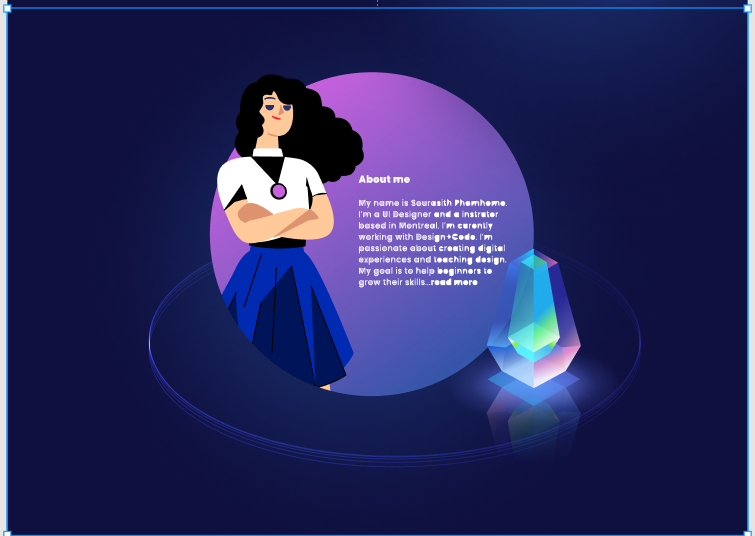 About me
My name is Sourasith Phomhome.
I'm a UI Designer and a instrutor
based in Montreal. I'm curently
working with Design+Code. I'm
passionate about creating digital
experiences and teaching design.
My goal is to help beginners to
grow their skills...read more